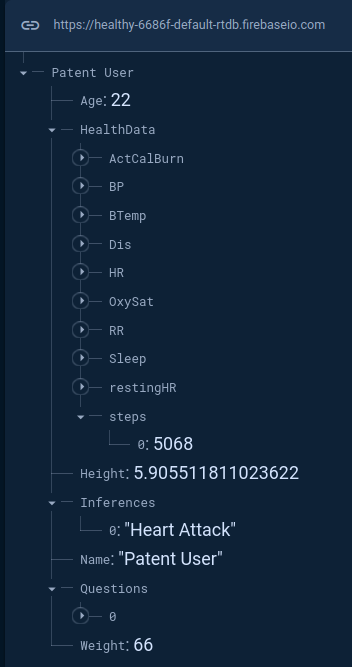 https://healthy-6686f-default-rtdb.firebaseio.com
Patent User
Age: 22
HealthData
ActCalBurn
BP
BTemp
Dis
HR
OxySat
RR
Sleep
restingHR
steps
0: 5068
Height: 5.905511811023622
Inferences
0: "Heart Attack"
Name: "Patent User"
Questions
0
Weight: 66